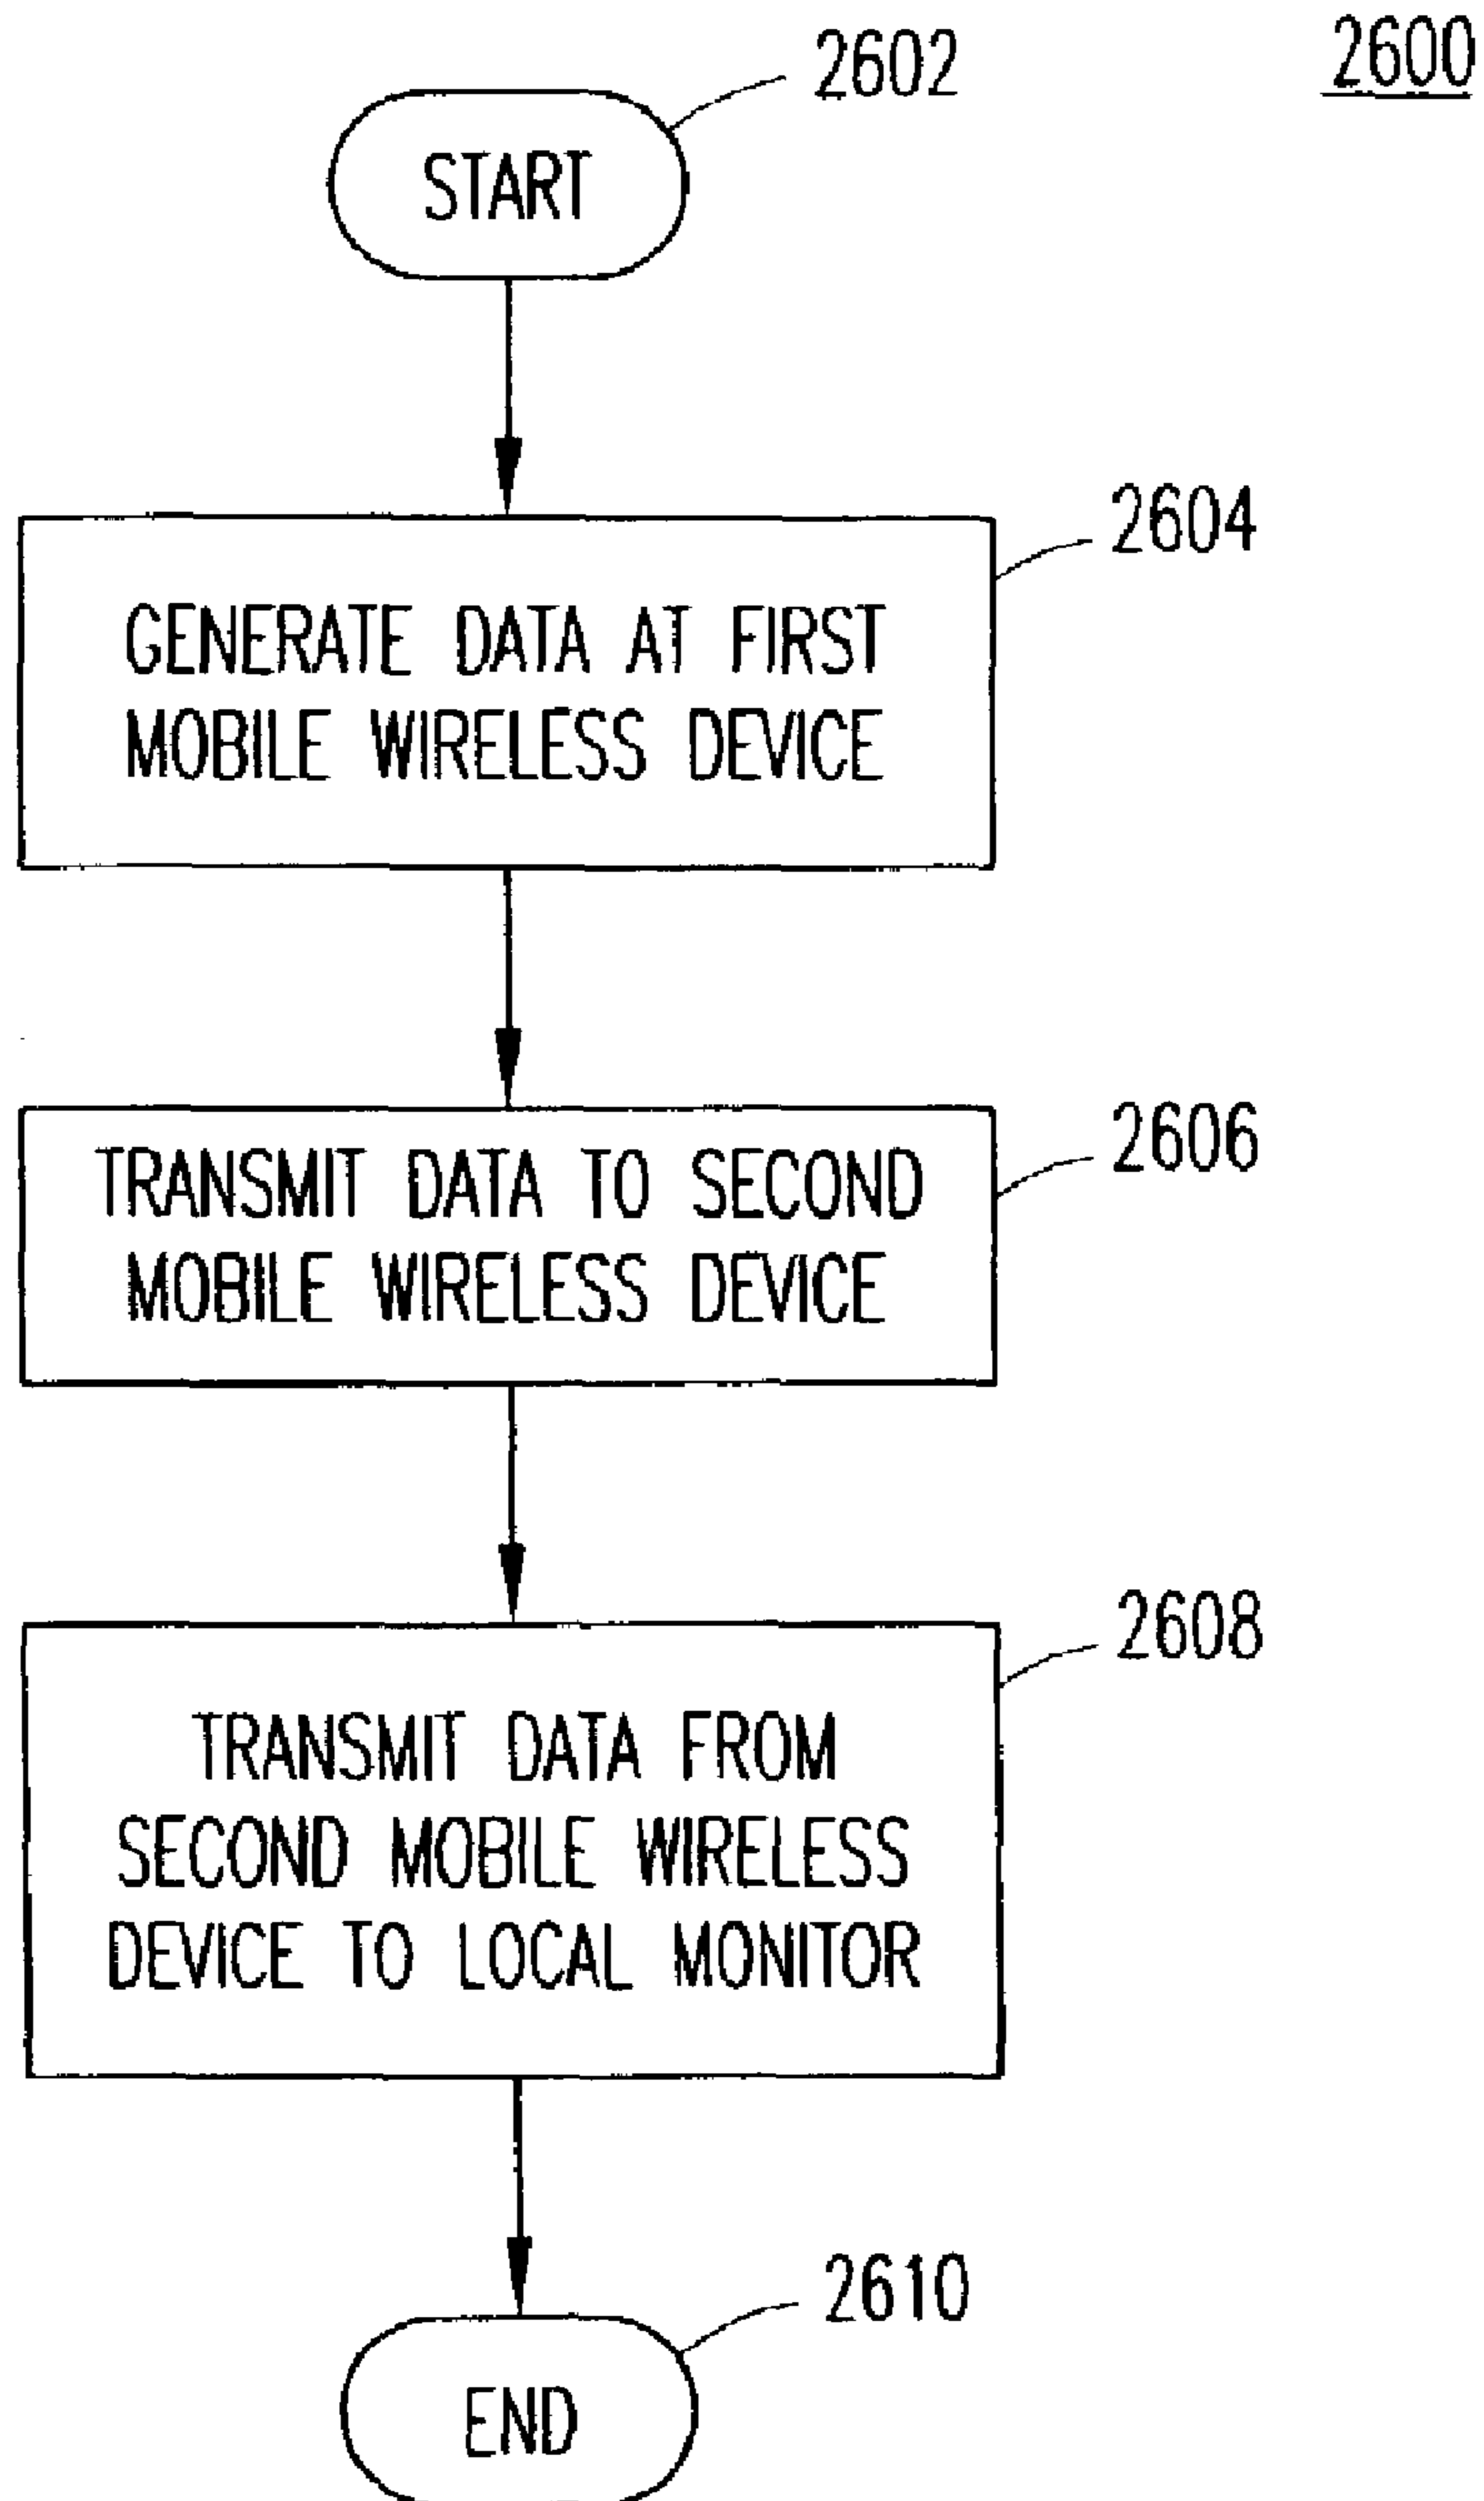 2600
2602
START
2604
GENERATE DATA AT FIRST
MOBILE WIRELESS DEVICE
2606
TRANSMIT DATA TO SECOND
MOBILE WIRELESS DEVICE
2608
TRANSMIT DATA FROM
SECOND MOBILE WIRELESS
DEVICE TO LOCAL MONITOR
2610
END